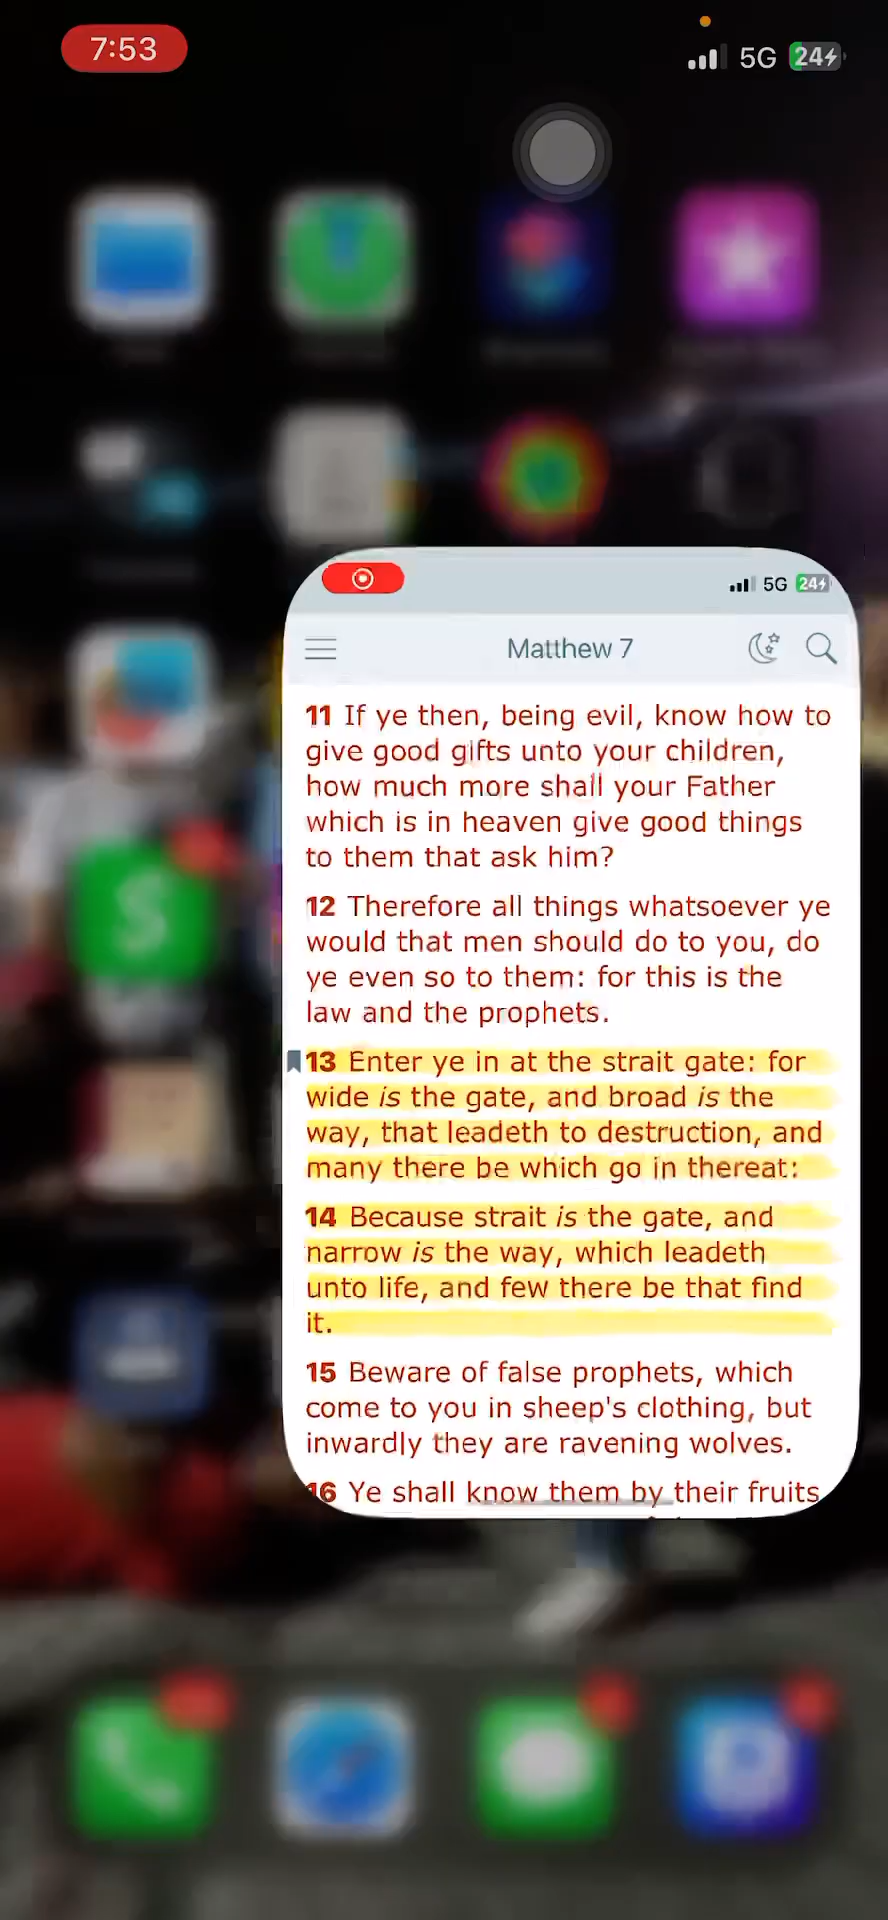 7:53
5G 24
5G 24
Matthew 7
11 If ye then, being evil, know how to
give good gifts unto your children,
how much more shall your Father
which is in heaven give good things
to them that ask him?
12 Therefore all things whatsoever ye
would that men should do to you, do
ye even so to them: for this is the
law and the prophets.
13 Enter ye in at the strait gate: for
wide is the gate, and broad is the
way, that leadeth to destruction, and
many there be which go in thereat:
14 Because strait is the gate, and
narrow is the way, which leadeth
unto life, and few there be that find
it.
15 Beware of false prophets, which
come to you in sheep's clothing, but
inwardly they are ravening wolves.
16 Ye shall know them by their fruits